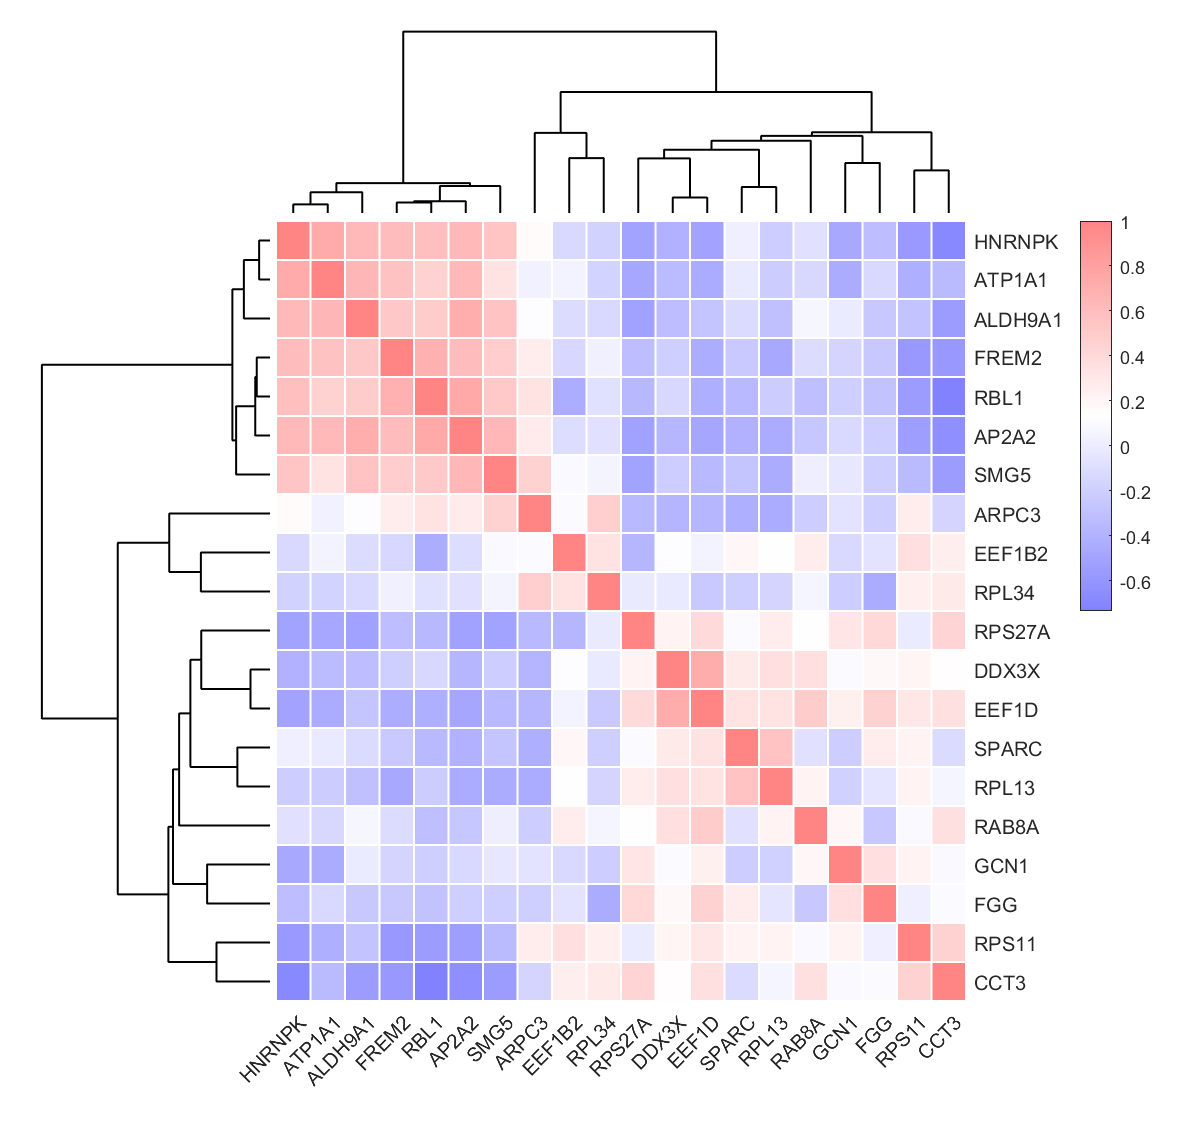 HNRNPK
ATP1A1
ALDH9A1
FREM2
RBL1
AP2A2
SMG5
ARPC3
EEF1B2
RPL34
RPS27A
DDX3X
EEF1D
SPARC
RPL13
RAB8A
GCN1
FGG
RPS11
CCT3
1
0.8
0.6
0.4
0.2
0
-0.2
-0.4
-0.6
HNRNPK
ATP1A1
ALDH9A1
FREM2
RBL1
AP2A2
SMG5
ARPC3
EEF1B2
RPL34
RPS27A
DDX3X
EEF1D
SPARC
RPL13
RAB8A
GCN1
FGG
RPS11
CCT3